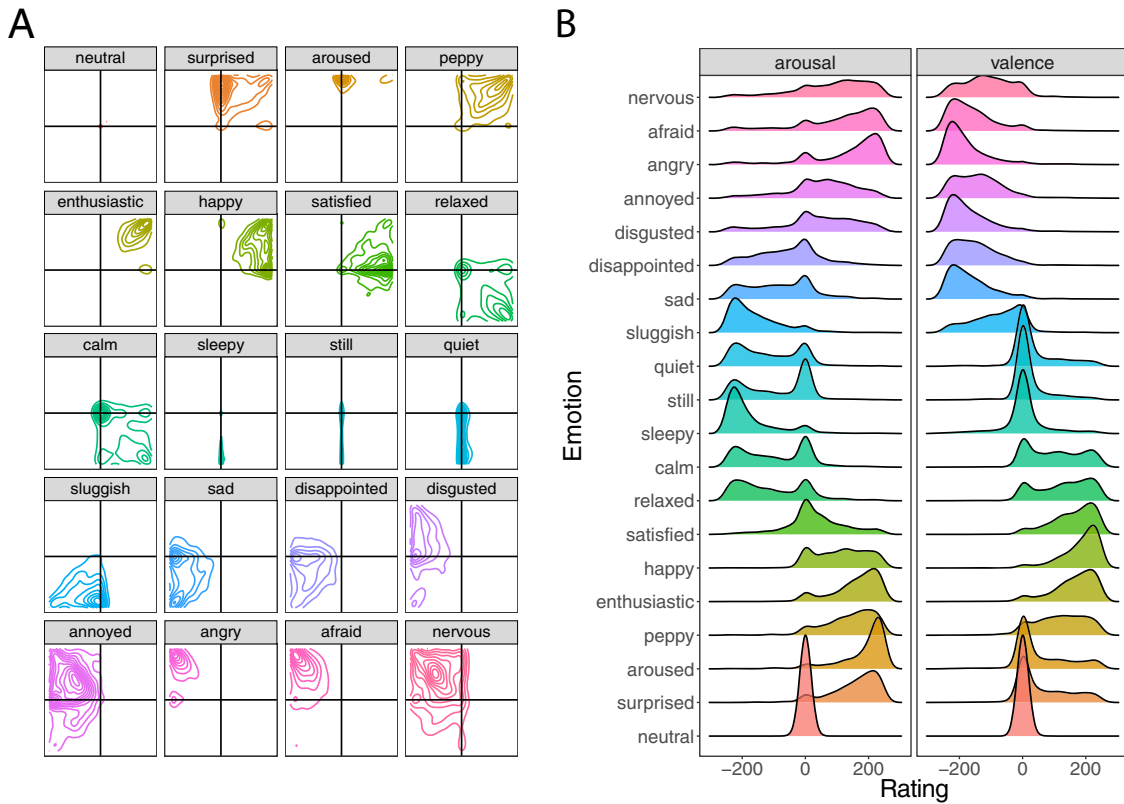 A
neutral surprised aroused peppy
enthusiastic happy satisfied relaxed
calm sleepy still quiet
sluggish sad disappointed disgusted
annoyed angry afraid nervous
B
arousal valence
nervous
afraid
angry
annoyed
disgusted
disappointed
sad
sluggish
quiet
still
sleepy
calm
relaxed
satisfied
happy
enthusiastic
peppy
aroused
surprised
neutral
Emotion
−200 0 200 −200 0 200
Rating